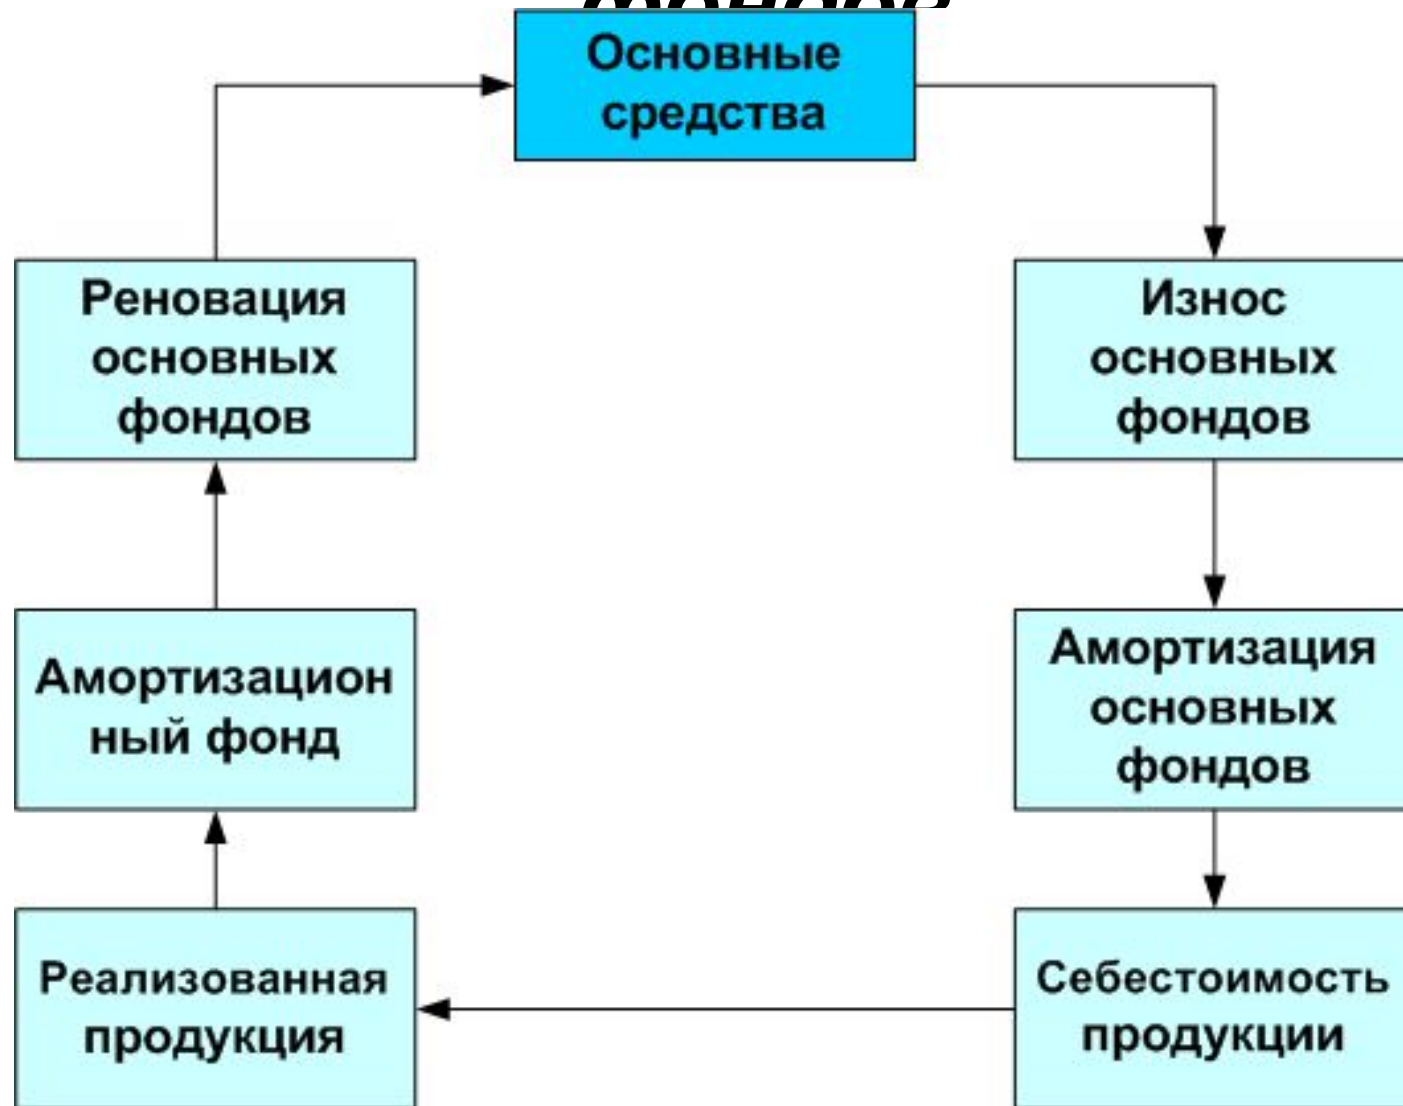 Основные
средства
Износ
основных
фондов
Амортизация
основных
фондов
Себестоимость
продукции
Реализованная
продукция
Амортизацион
ный фонд
Реновация
основных
фондов